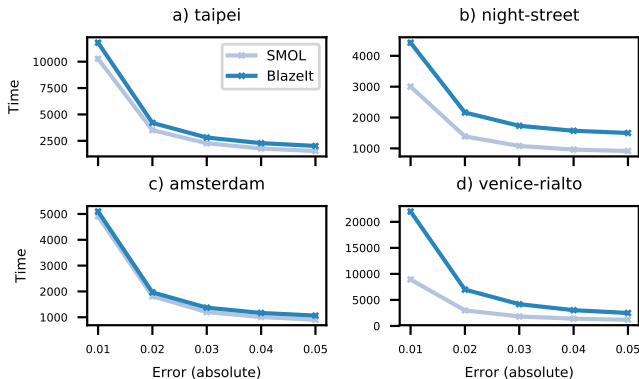 a) taipei
b) night-street
Time
10000
7500
5000
2500
SMOL
BlazeIt
4000
3000
2000
1000
c) amsterdam
d) venice-rialto
Time
5000
4000
3000
2000
1000
0.01 0.02 0.03 0.04 0.05
Error (absolute)
20000
15000
10000
5000
0
0.01 0.02 0.03 0.04 0.05
Error (absolute)